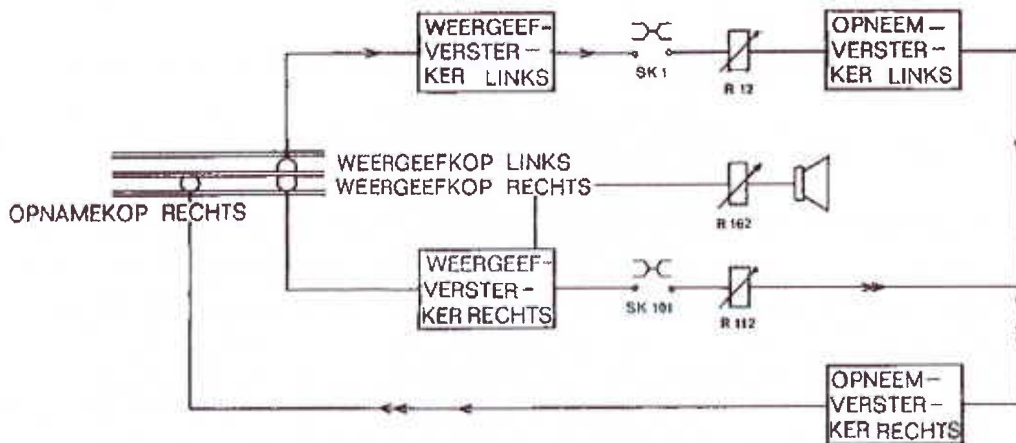 WEERGEEF-
VERSTER-
KER LINKS
SK 1
R 12
OPNEEM-
VERSTER-
KER LINKS
WEERGEEFKOP LINKS
WEERGEEFKOP RECHTS
OPNAMEKOP RECHTS
R 162
WEERGEEF-
VERSTER-
KER RECHTS
SK 101
R 112
OPNEEM-
VERSTER-
KER RECHTS